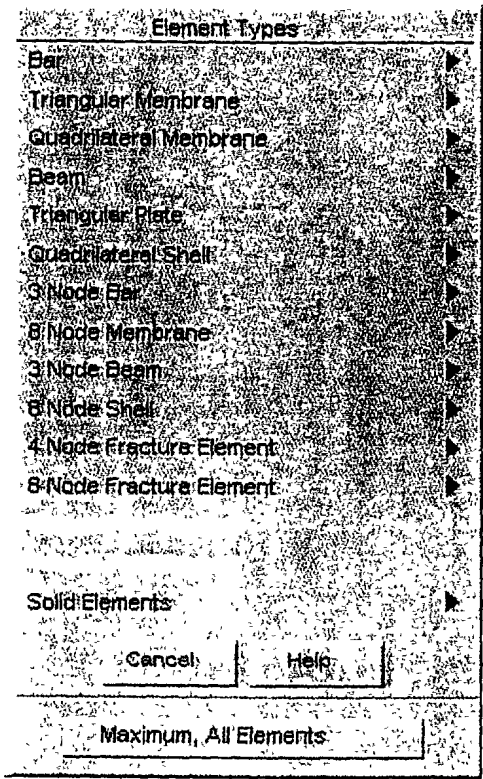 Element Types
Bar
Triangular Membrane
Quadrilateral Membrane
Beam
Triangular Plate
Quadrilateral Shell
3 Node Bar
8 Node Membrane
3 Node Beam
8 Node Shell
4 Node Fracture Element
8 Node Fracture Element
Solid Elements
Cancel Help
Maximum, All Elements